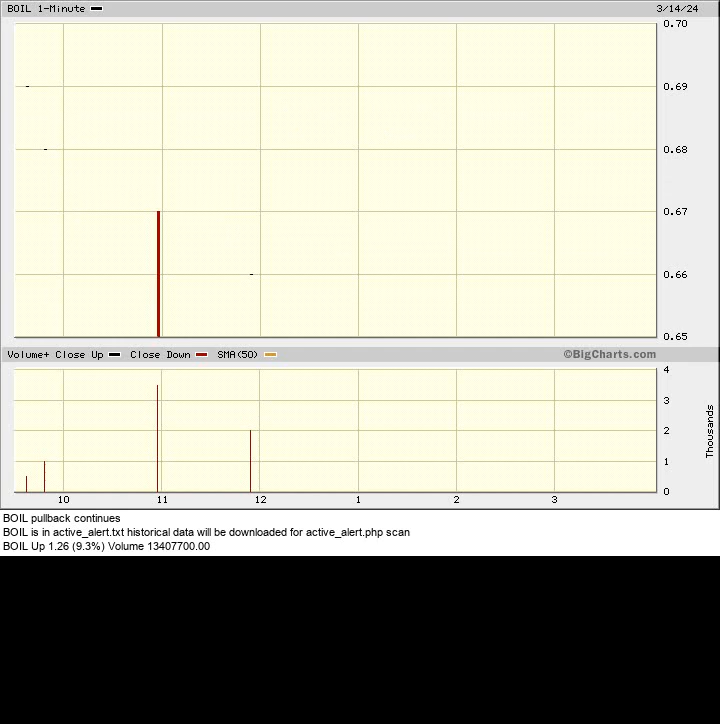 BOIL 1-Minute 3/14/24
0.70
0.69
0.68
0.67
0.66
0.65
Volume+ Close Up Close Down SMA(50) ©BigCharts.com
4
3
2
1
0
Thousands
10 11 12 1 2 3
BOIL pullback continues
BOIL is in active_alert.txt historical data will be downloaded for active_alert.php scan
BOIL Up 1.26 (9.3%) Volume 13407700.00